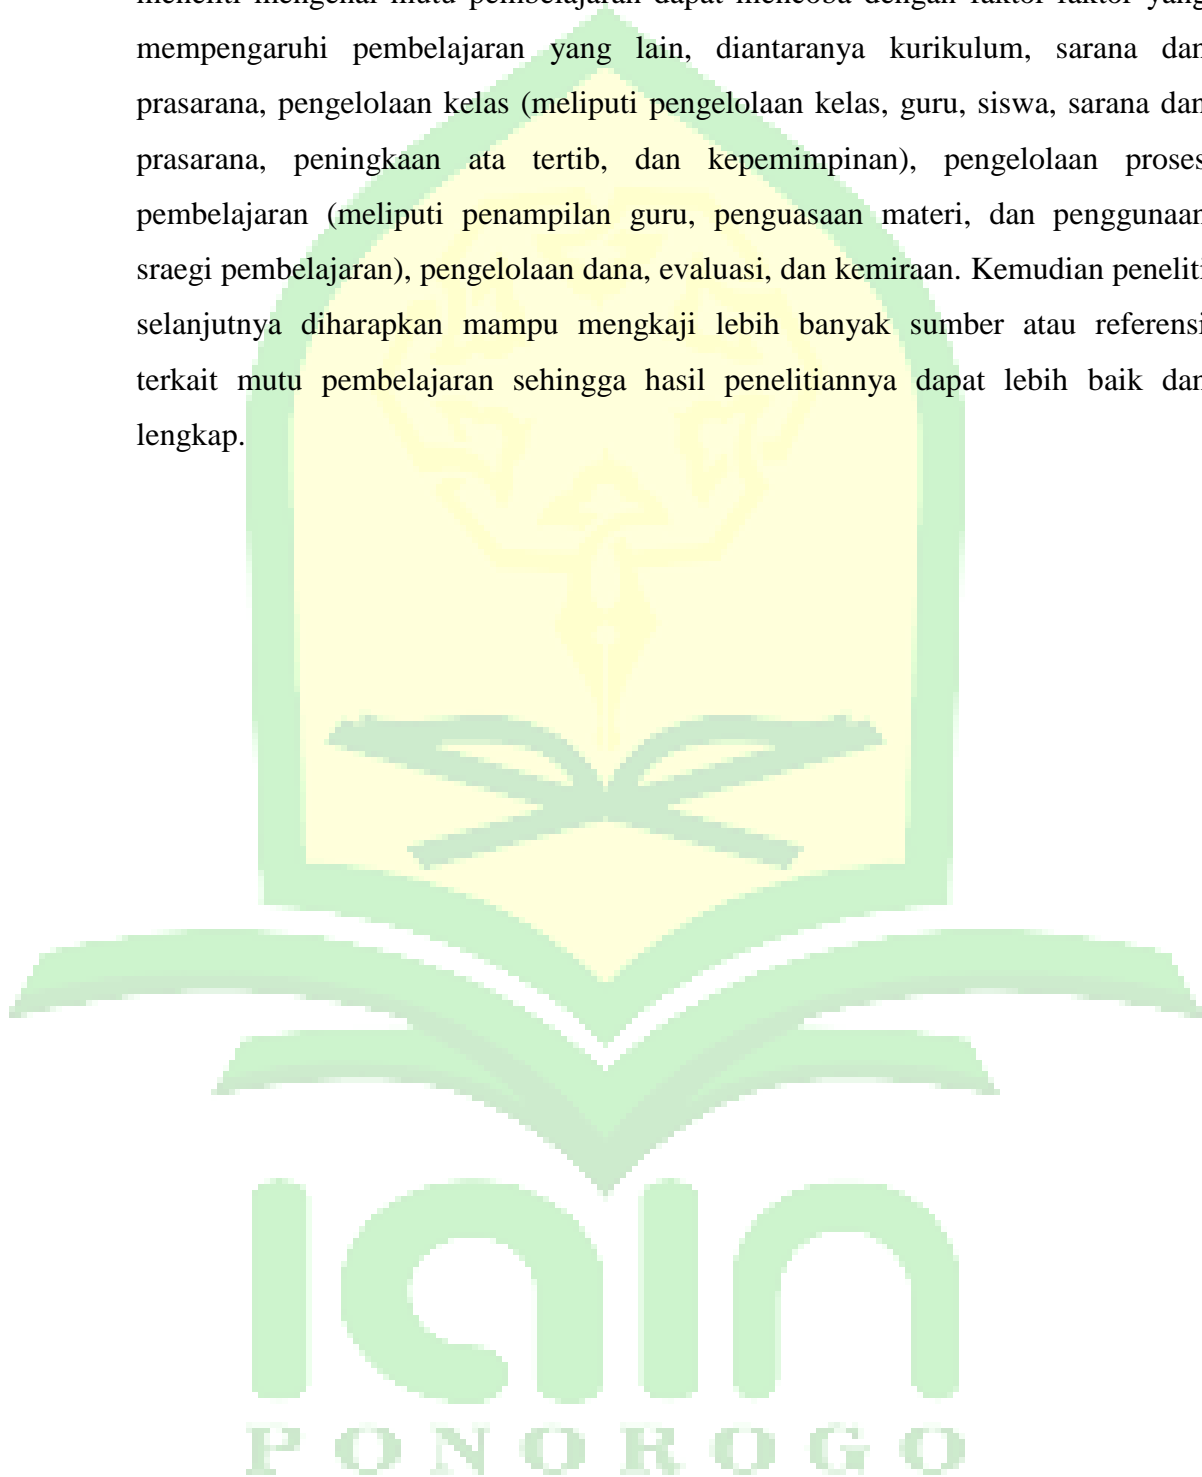 meneliti mengenai mutu pembelajaran dapat mencoba dengan faktor-faktor yang
mempengaruhi pembelajaran yang lain, diantaranya kurikulum, sarana dan
prasarana, pengelolaan kelas (meliputi pengelolaan kelas, guru, siswa, sarana dan
prasarana, peningkaan ata tertib, dan kepemimpinan), pengelolaan proses
pembelajaran (meliputi penampilan guru, penguasaan materi, dan penggunaan
sraegi pembelajaran), pengelolaan dana, evaluasi, dan kemiraan. Kemudian peneliti
selanjutnya diharapkan mampu mengkaji lebih banyak sumber atau referensi
terkait mutu pembelajaran sehingga hasil penelitiannya dapat lebih baik dan
lengkap.
iain
PONOROGO